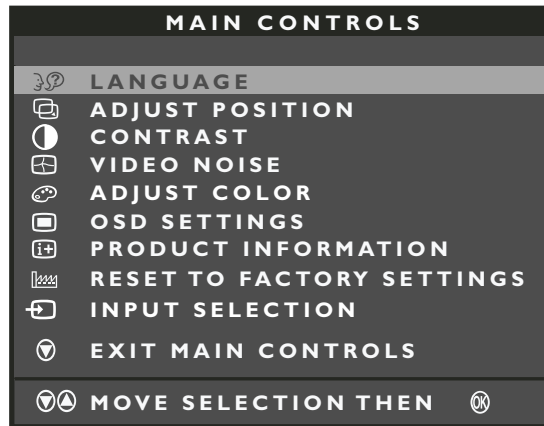 MAIN CONTROLS
LANGUAGE
ADJUST POSITION
CONTRAST
VIDEO NOISE
ADJUST COLOR
OSD SETTINGS
PRODUCT INFORMATION
RESET TO FACTORY SETTINGS
INPUT SELECTION
EXIT MAIN CONTROLS
MOVE SELECTION THEN OK